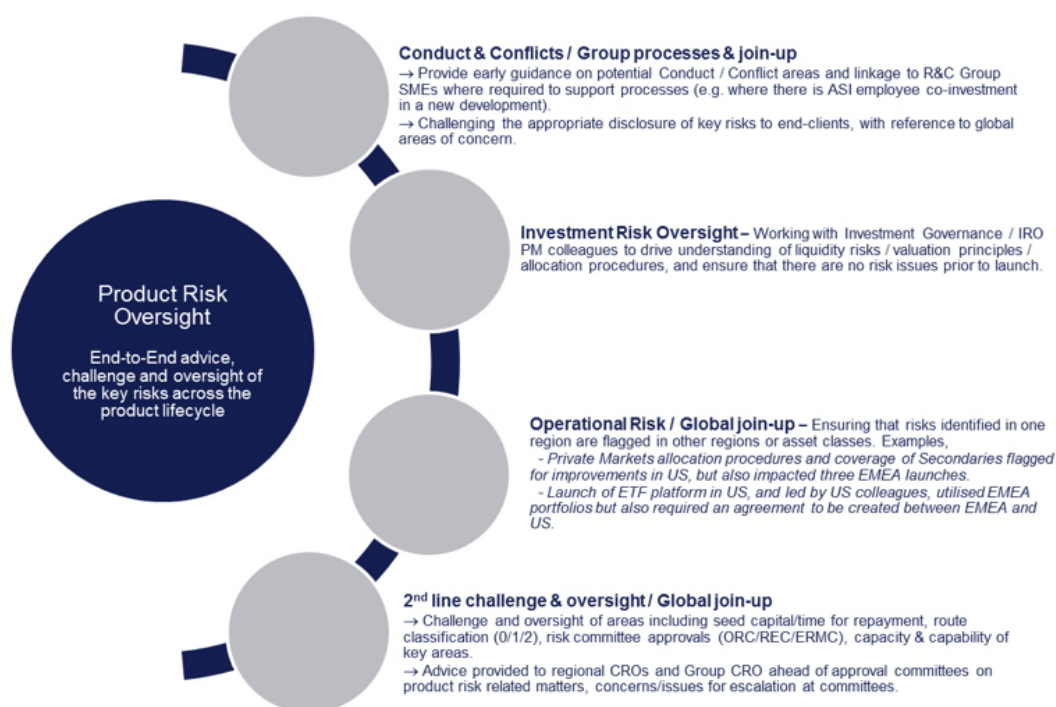 Conduct & Conflicts / Group processes & join-up
→ Provide early guidance on potential Conduct / Conflict areas and linkage to R&C Group
SMEs where required to support processes (e.g. where there is ASI employee co-investment
in a new development).
→ Challenging the appropriate disclosure of key risks to end-clients, with reference to global
areas of concern.
Investment Risk Oversight – Working with Investment Governance / IRO
PM colleagues to drive understanding of liquidity risks / valuation principles /
allocation procedures, and ensure that there are no risk issues prior to launch.
Product Risk
Oversight
End-to-End advice,
challenge and oversight of
the key risks across the
product lifecycle
Operational Risk / Global join-up – Ensuring that risks identified in one
region are flagged in other regions or asset classes. Examples,
- Private Markets allocation procedures and coverage of Secondaries flagged
for improvements in US, but also impacted three EMEA launches.
- Launch of ETF platform in US, and led by US colleagues, utilised EMEA
portfolios but also required an agreement to be created between EMEA and
US.
2nd line challenge & oversight / Global join-up
→ Challenge and oversight of areas including seed capital/time for repayment, route
classification (0/1/2), risk committee approvals (ORC/REC/ERMC), capacity & capability of
key areas.
→ Advice provided to regional CROs and Group CRO ahead of approval committees on
product risk related matters, concerns/issues for escalation at committees.